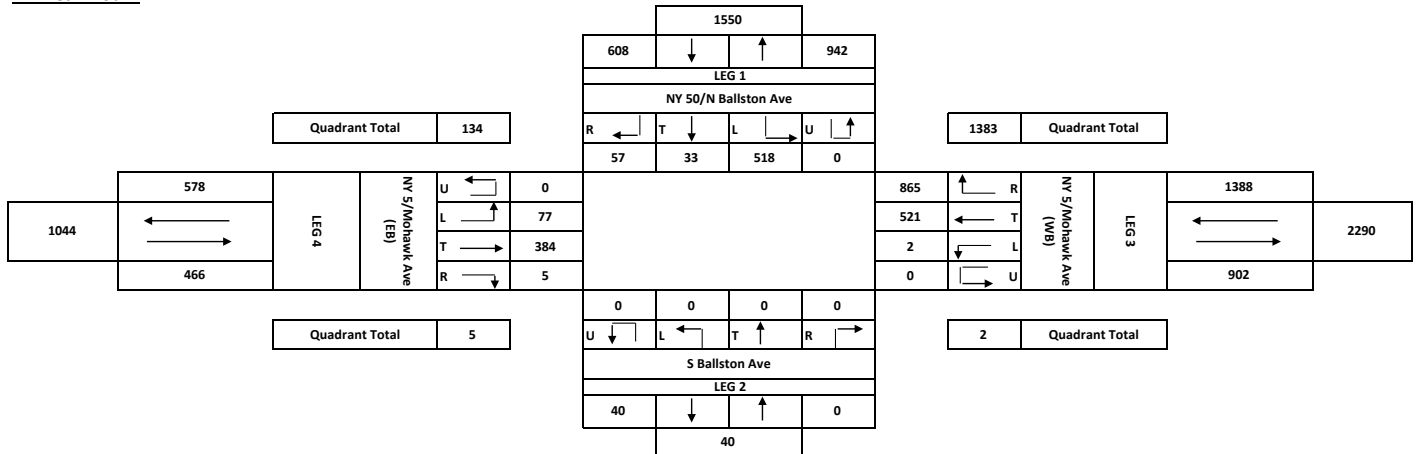 1550
608 942
LEG 1
NY 50/N Ballston Ave
Quadrant Total 134
R T L U
1383 Quadrant Total
57 33 518 0
578
U 0
865 R
1388
1044
LEG 4
NY 5/Mohawk Ave
(EB)
L 77
521 T
NY 5/Mohawk Ave
(WB)
LEG 3
2290
T 384
2 L
466
R 5
0 U
902
0 0 0 0
Quadrant Total 5
U L T R
2 Quadrant Total
S Ballston Ave
LEG 2
40 0
40